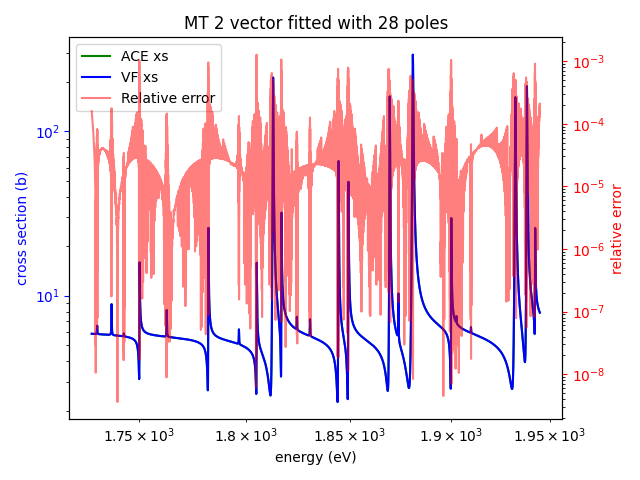 MT 2 vector fitted with 28 poles
ACE xs
VF xs
Relative error
cross section (b)
10²
10¹
relative error
10⁻³
10⁻⁴
10⁻⁵
10⁻⁶
10⁻⁷
10⁻⁸
1.75 × 10³ 1.8 × 10³ 1.85 × 10³ 1.9 × 10³ 1.95 × 10³
energy (eV)